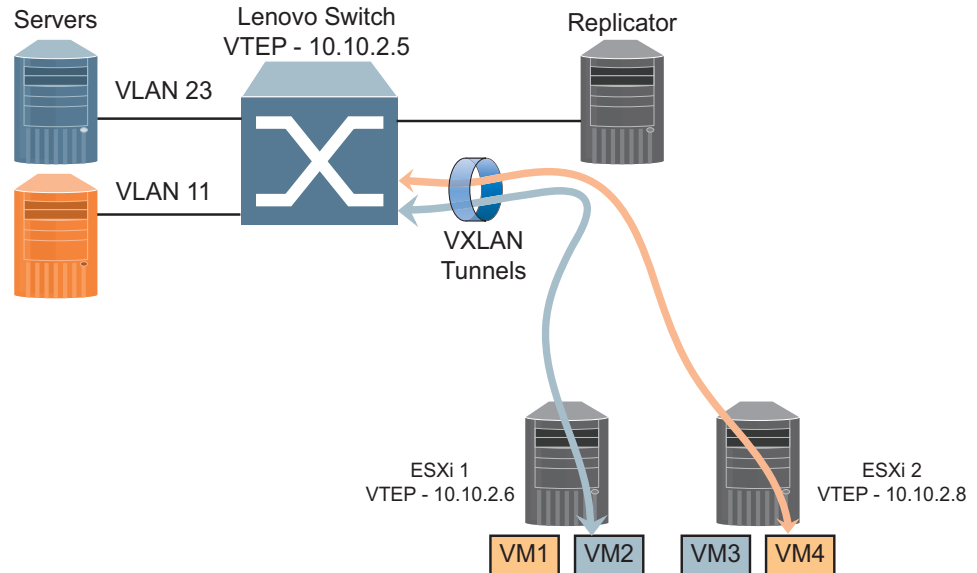 Servers
Lenovo Switch
VTEP - 10.10.2.5
Replicator
VLAN 23
VLAN 11
VXLAN
Tunnels
ESXi 1
VTEP - 10.10.2.6
ESXi 2
VTEP - 10.10.2.8
VM1
VM2
VM3
VM4